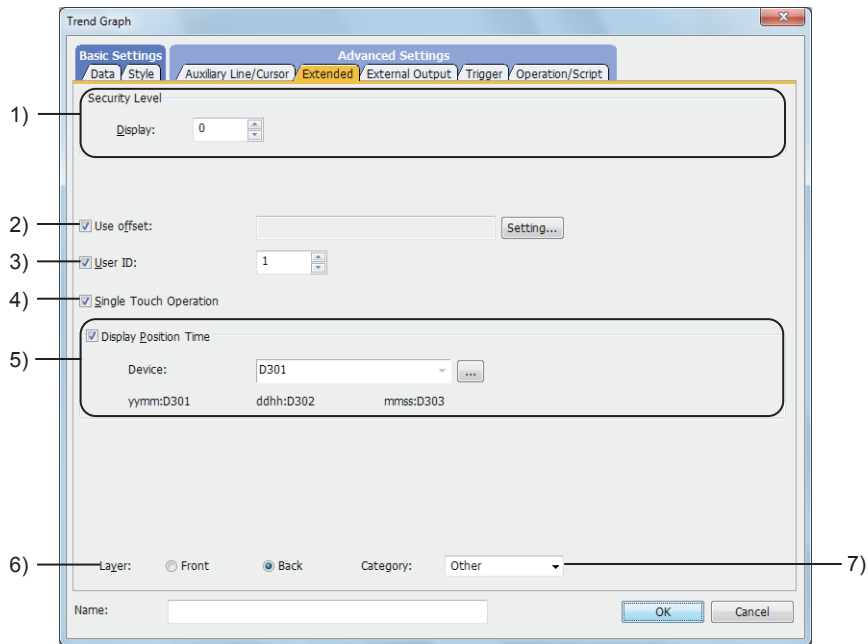 Trend Graph
Basic Settings
Advanced Settings
Data Style Auxiliary Line/Cursor Extended External Output Trigger Operation/Script
1)
Security Level
Display: 0
2)
Use offset: Setting...
3)
User ID: 1
4)
Single Touch Operation
5)
Display Position Time
Device: D301 ...
yymm:D301 ddhh:D302 mmss:D303
6)
Layer: Front Back Category: Other
7)
Name: OK Cancel